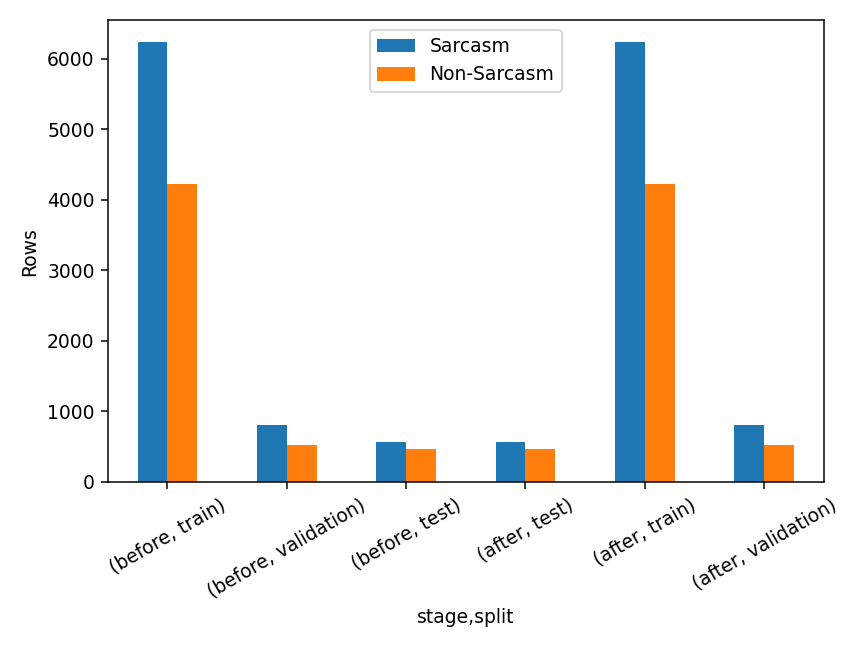 Sarcasm
Non-Sarcasm
Rows
6000
5000
4000
3000
2000
1000
0
(before, train)
(before, validation)
(before, test)
(after, test)
(after, train)
(after, validation)
stage,split